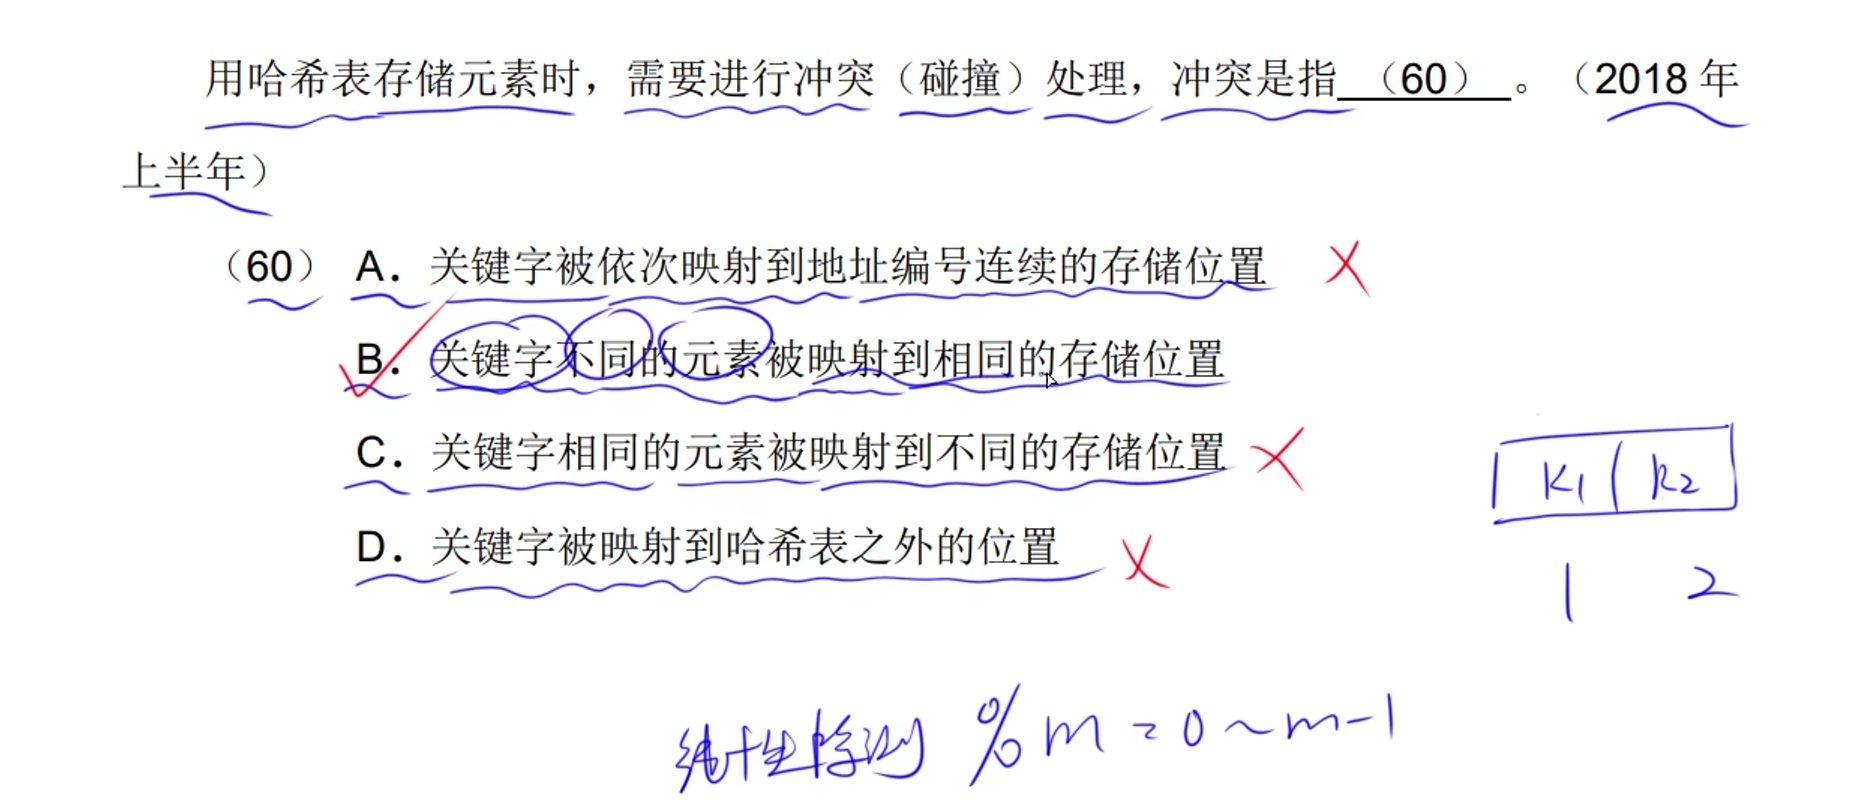 用哈希表存储元素时，需要进行冲突（碰撞）处理，冲突是指 （60） 。（2018 年
上半年）
（60） A．关键字被依次映射到地址编号连续的存储位置
B．关键字不同的元素被映射到相同的存储位置
C．关键字相同的元素被映射到不同的存储位置
D．关键字被映射到哈希表之外的位置
k1 k2
1 2
线性探测 % m = 0 ~ m-1